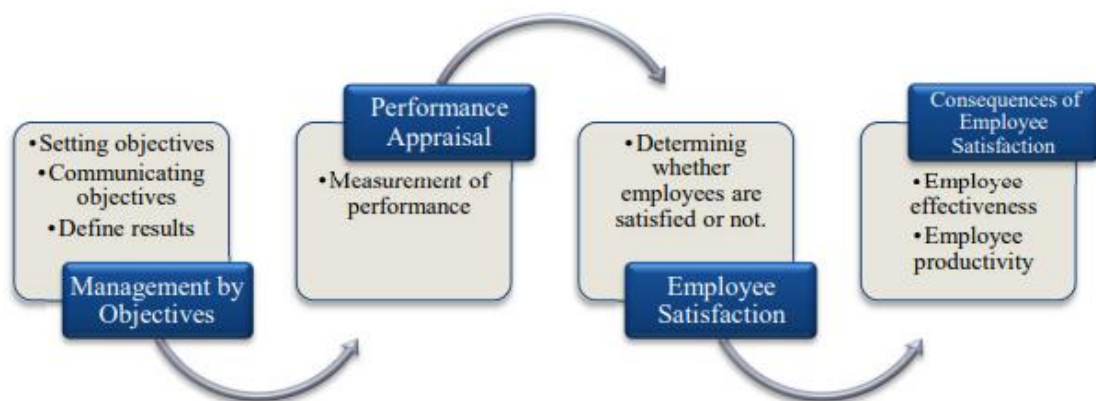 •Setting objectives
•Communicating
objectives
•Define results
Management by
Objectives
Performance
Appraisal
•Measurement of
performance
•Determinig
whether
employees are
satisfied or not.
Employee
Satisfaction
Consequences of
Employee
Satisfaction
•Employee
effectiveness
•Employee
productivity